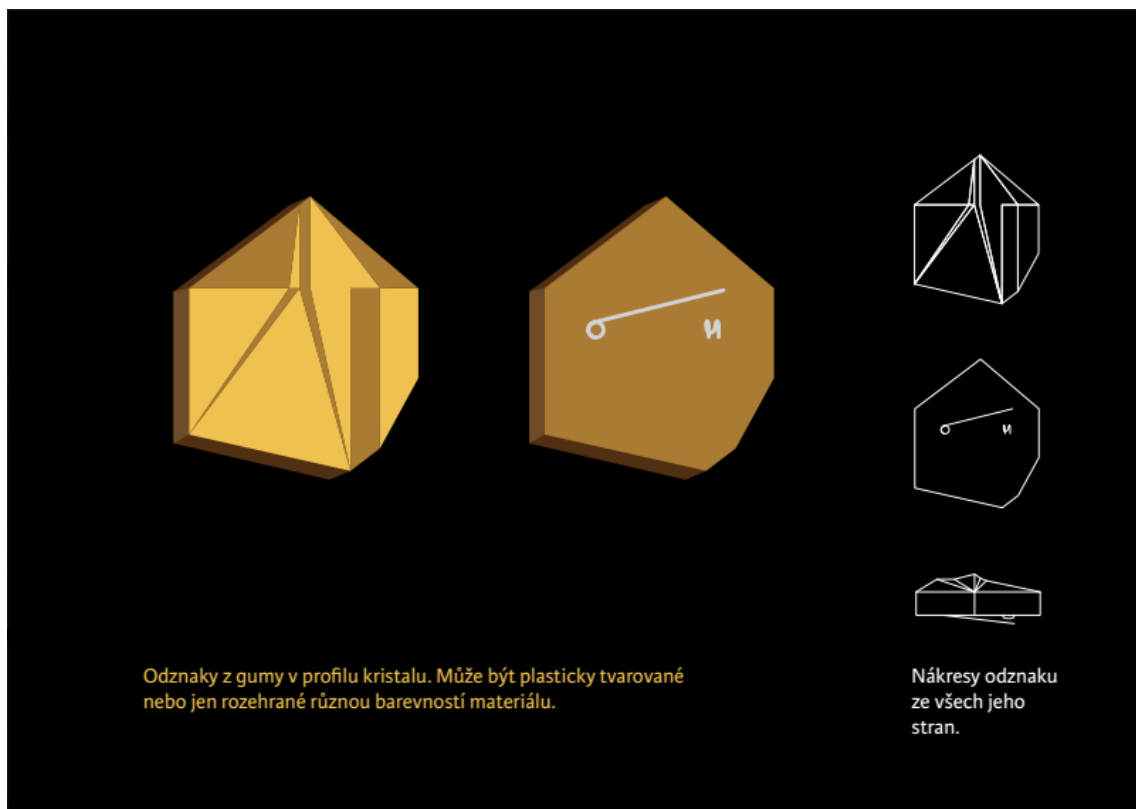 Odznaky z gumy v profilu kristalu. Může být plasticky tvarované
nebo jen rozehrané různou barevností materiálu.
Nákresy odznaku
ze všech jeho
stran.